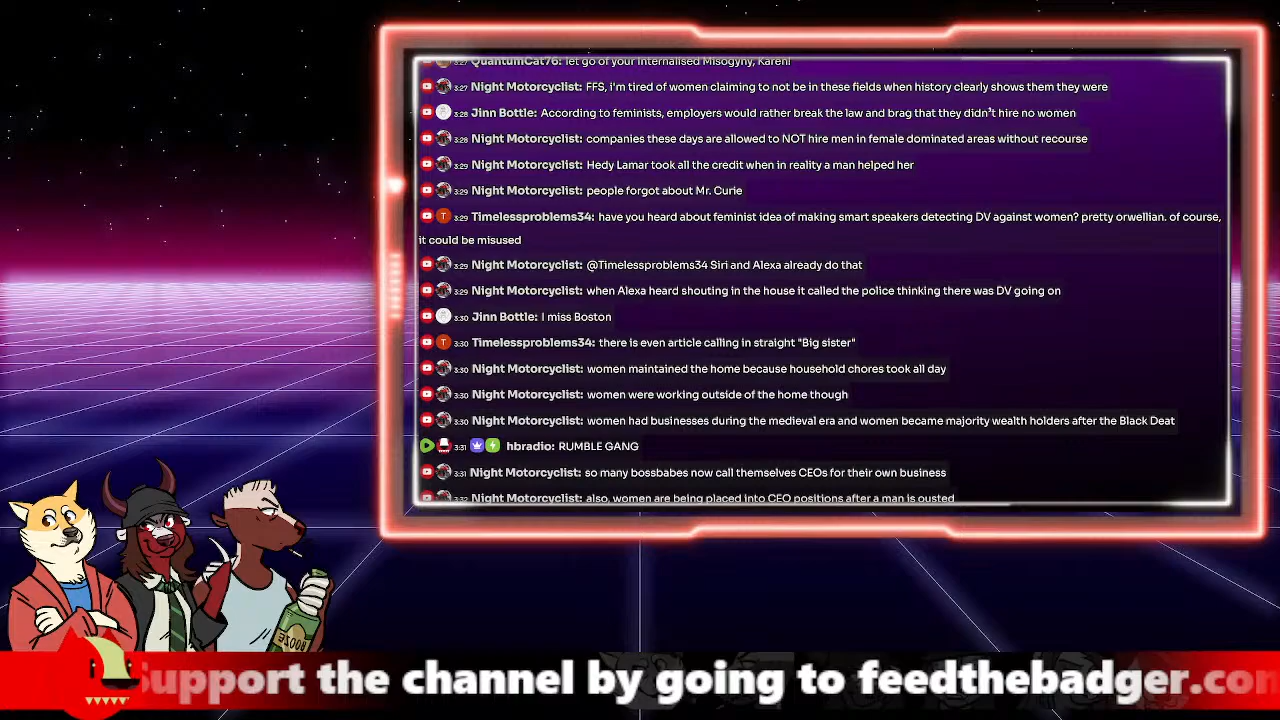 3:27 QuantumCat76: let go of your internalised Misogyny, Karen!
3:27 Night Motorcyclist: FFS, i'm tired of women claiming to not be in these fields when history clearly shows them they were
3:28 Jinn Bottle: According to feminists, employers would rather break the law and brag that they didn't hire no women
3:28 Night Motorcyclist: companies these days are allowed to NOT hire men in female dominated areas without recourse
3:29 Night Motorcyclist: Hedy Lamar took all the credit when in reality a man helped her
3:29 Night Motorcyclist: people forgot about Mr. Curie
T 3:29 Timelessproblems34: have you heard about feminist idea of making smart speakers detecting DV against women? pretty orwellian. of course,
it could be misused
3:29 Night Motorcyclist: @Timelessproblems34 Siri and Alexa already do that
3:29 Night Motorcyclist: when Alexa heard shouting in the house it called the police thinking there was DV going on
3:30 Jinn Bottle: I miss Boston
T 3:30 Timelessproblems34: there is even article calling in straight "Big sister"
3:30 Night Motorcyclist: women maintained the home because household chores took all day
3:30 Night Motorcyclist: women were working outside of the home though
3:30 Night Motorcyclist: women had businesses during the medieval era and women became majority wealth holders after the Black Deat
3:31 hbradio: RUMBLE GANG
3:31 Night Motorcyclist: so many bossbabes now call themselves CEOs for their own business
3:32 Night Motorcyclist: also, women are being placed into CEO positions after a man is ousted
BOOZE
Support the channel by going to feedthebadger.com